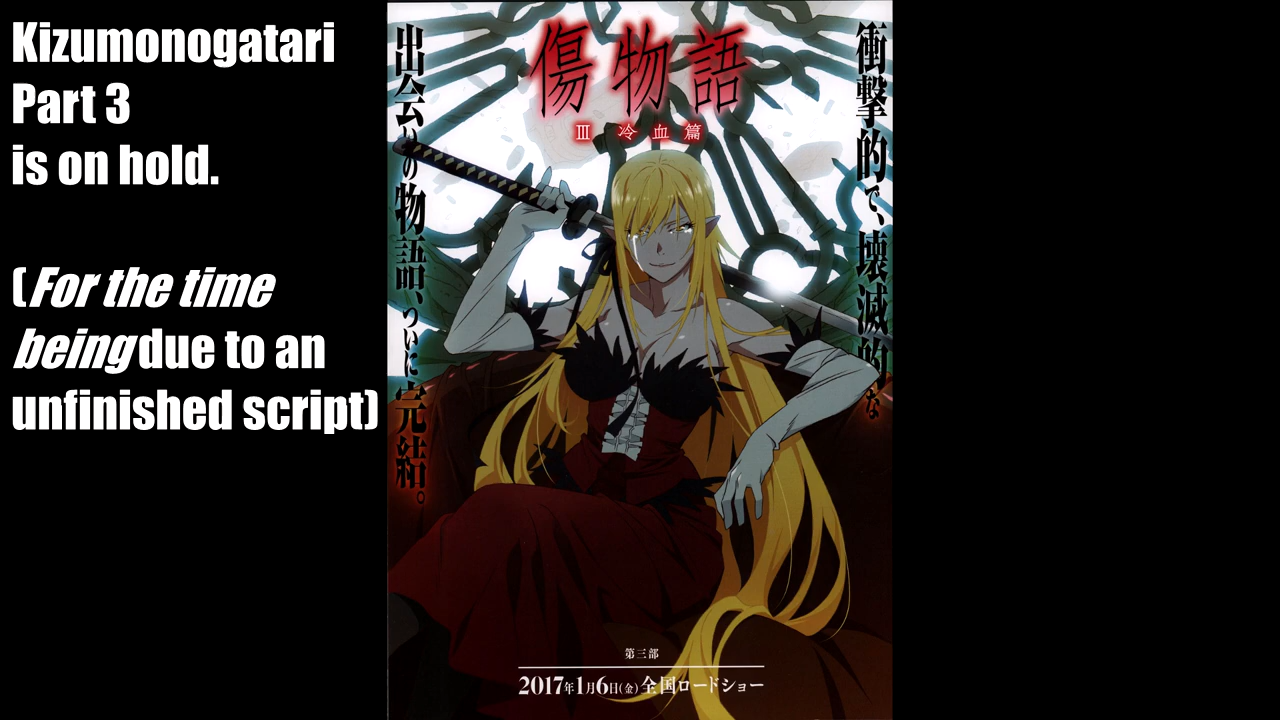 Kizumonogatari
Part 3
is on hold.
(For the time
being due to an
unfinished script)
衝撃的で、壊滅的な
出会いの物語、ついに完結。
傷物語
Ⅲ 冷血篇
第三部
2017年1月6日(金)全国ロードショー